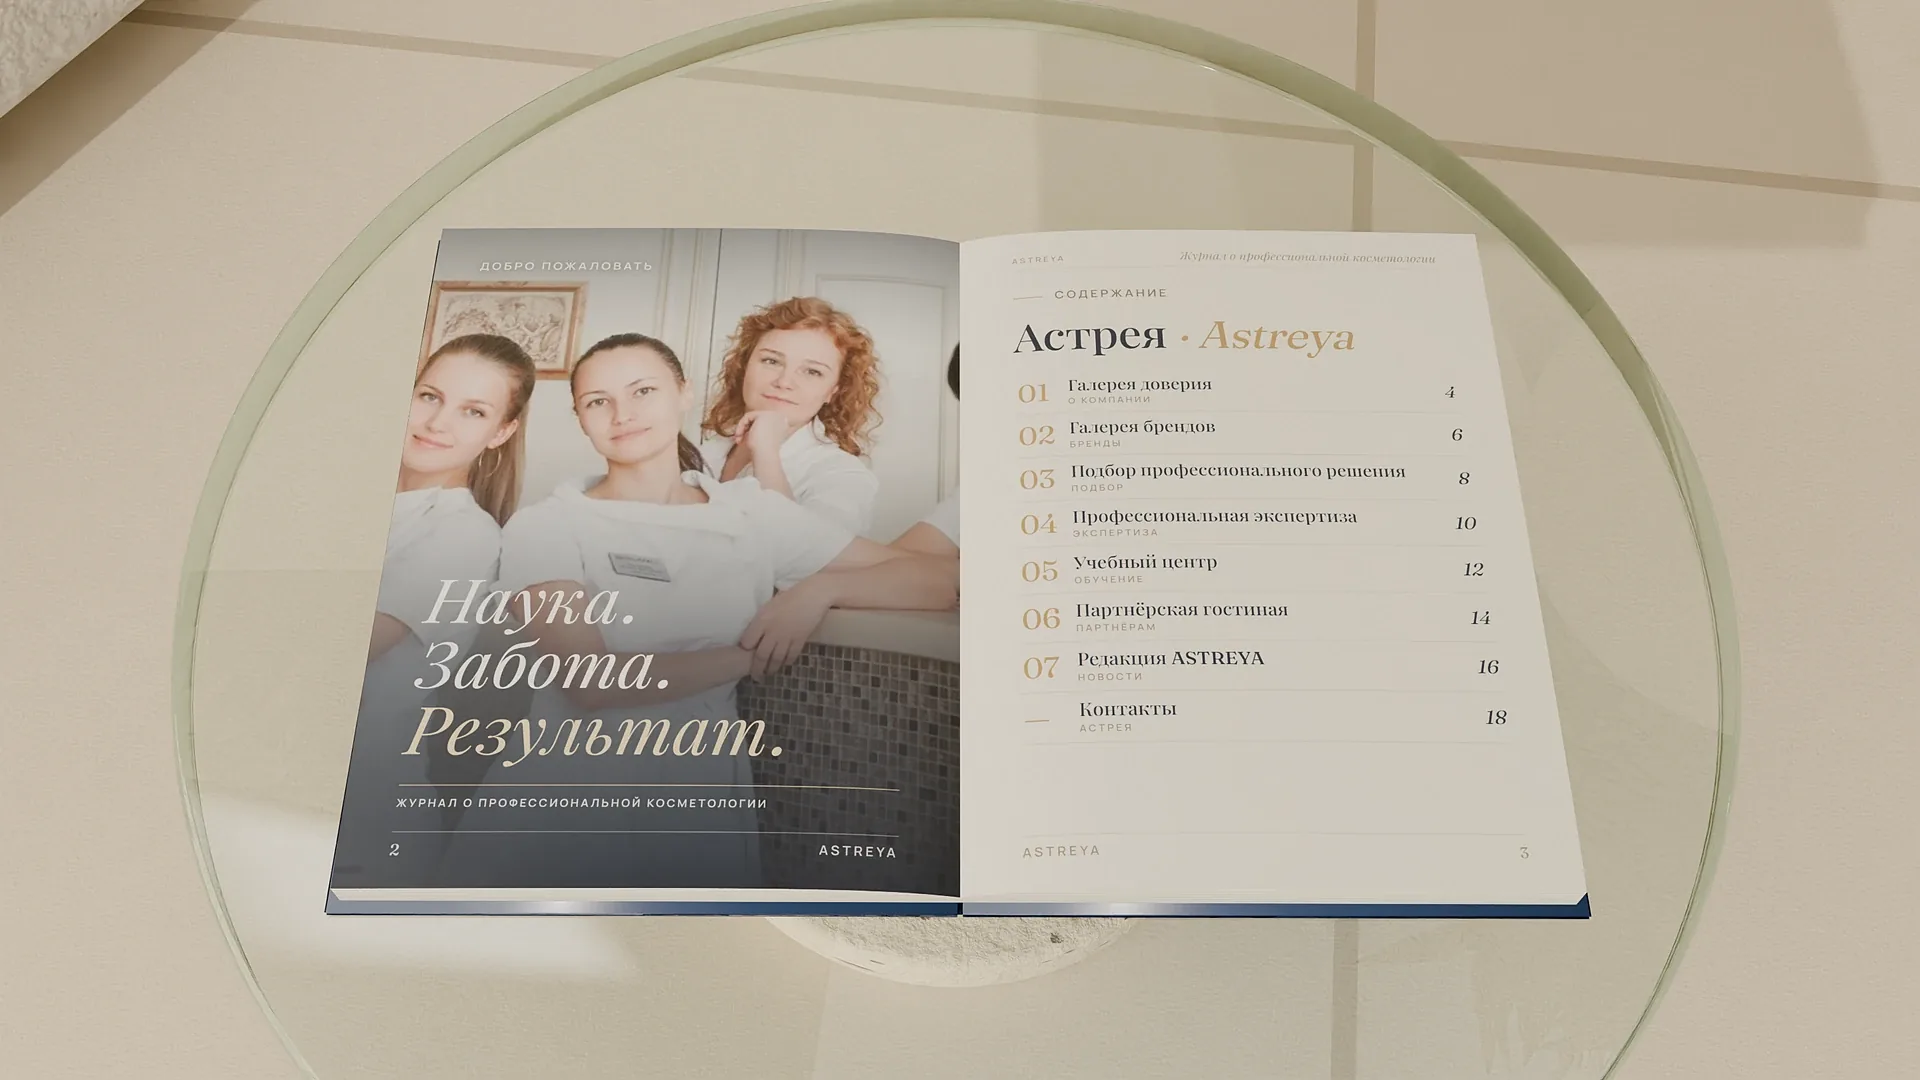 ДОБРО ПОЖАЛОВАТЬ
Наука.
Забота.
Результат.
ЖУРНАЛ О ПРОФЕССИОНАЛЬНОЙ КОСМЕТОЛОГИИ
2
ASTREYA
ASTREYA
Журнал о профессиональной косметологии
СОДЕРЖАНИЕ
Астрея · Astreya
01 Галерея доверия 4
О КОМПАНИИ
02 Галерея брендов 6
БРЕНДЫ
03 Подбор профессионального решения 8
ПОДБОР
04 Профессиональная экспертиза 10
ЭКСПЕРТИЗА
05 Учебный центр 12
ОБУЧЕНИЕ
06 Партнёрская гостиная 14
ПАРТНЁРАМ
07 Редакция ASTREYA 16
НОВОСТИ
— Контакты 18
АСТРЕЯ
ASTREYA
3